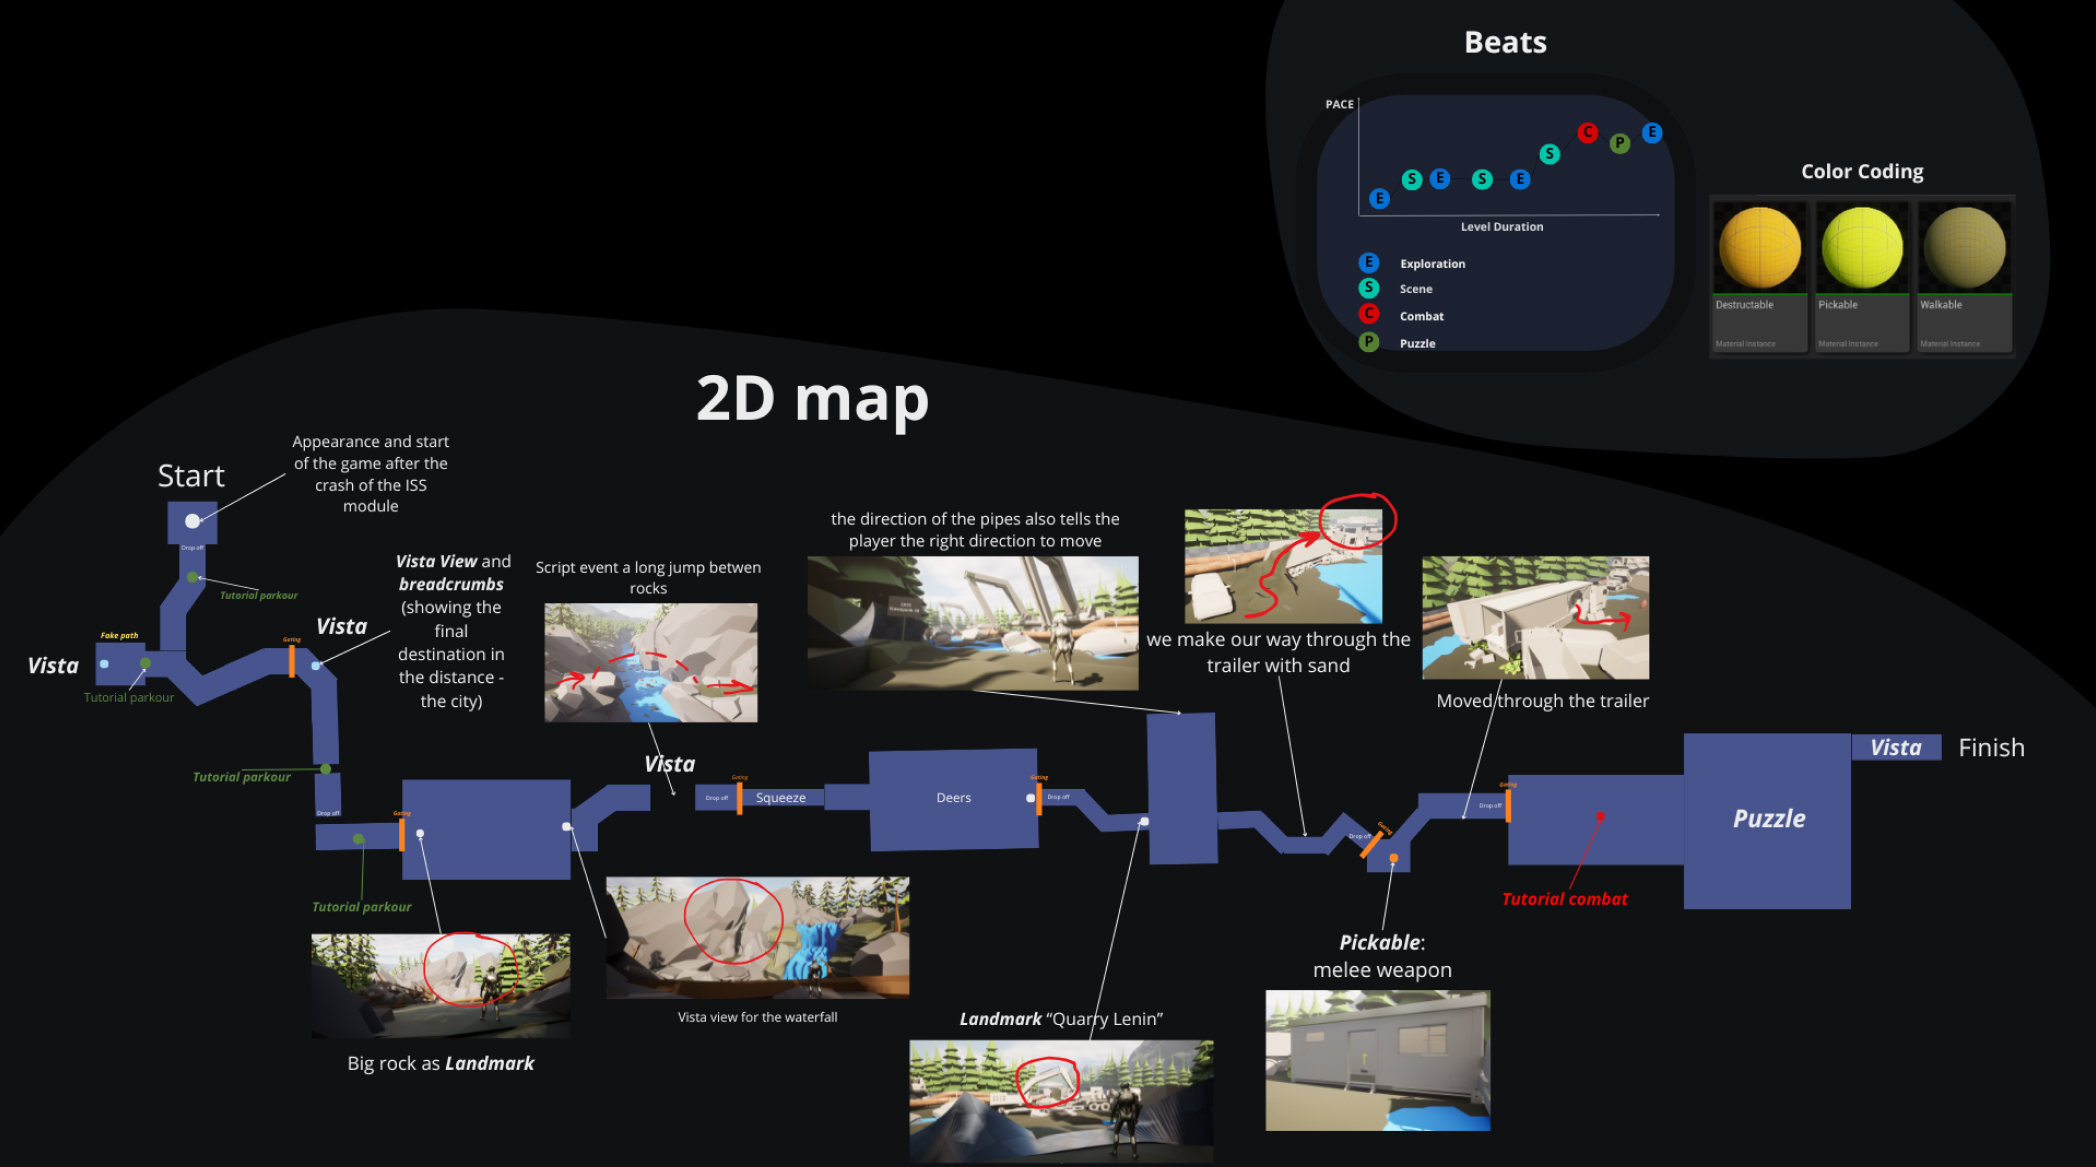 Beats
PACE
E
S
E
S
E
S
C
P
E
Level Duration
E Exploration
S Scene
C Combat
P Puzzle
Color Coding
Destructable
Material Instance
Pickable
Material Instance
Walkable
Material Instance
2D map
Start
Appearance and start
of the game after the
crash of the ISS
module
Drop off
Tutorial parkour
Fake path
Vista
Tutorial parkour
Gating
Vista
Vista View and
breadcrumbs
(showing the
final
destination in
the distance -
the city)
Tutorial parkour
Drop off
Gating
Tutorial parkour
Big rock as Landmark
Script event a long jump betwen
rocks
Vista
Vista view for the waterfall
Drop off
Gating
Squeeze
Deers
Gating
Drop off
the direction of the pipes also tells the
player the right direction to move
Landmark “Quarry Lenin”
we make our way through the
trailer with sand
Drop off
Gating
Pickable:
melee weapon
Moved through the trailer
Drop off
Gating
Tutorial combat
Puzzle
Vista
Finish